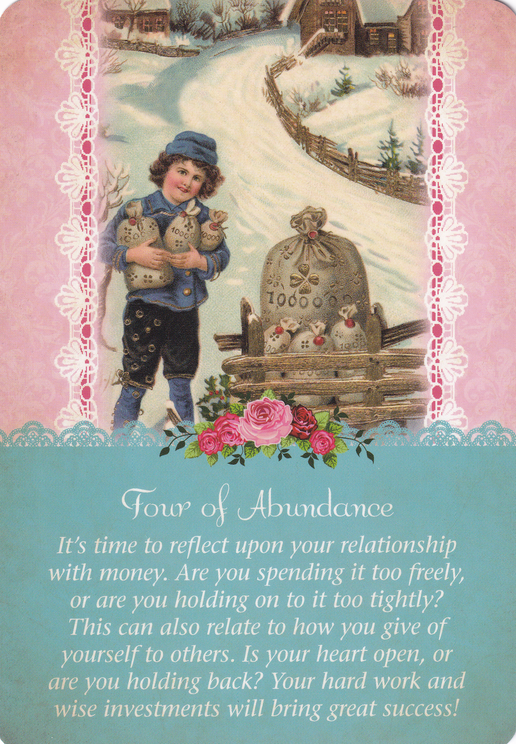 10000
1000000
Four of Abundance
It's time to reflect upon your relationship
with money. Are you spending it too freely,
or are you holding on to it too tightly?
This can also relate to how you give of
yourself to others. Is your heart open, or
are you holding back? Your hard work and
wise investments will bring great success!